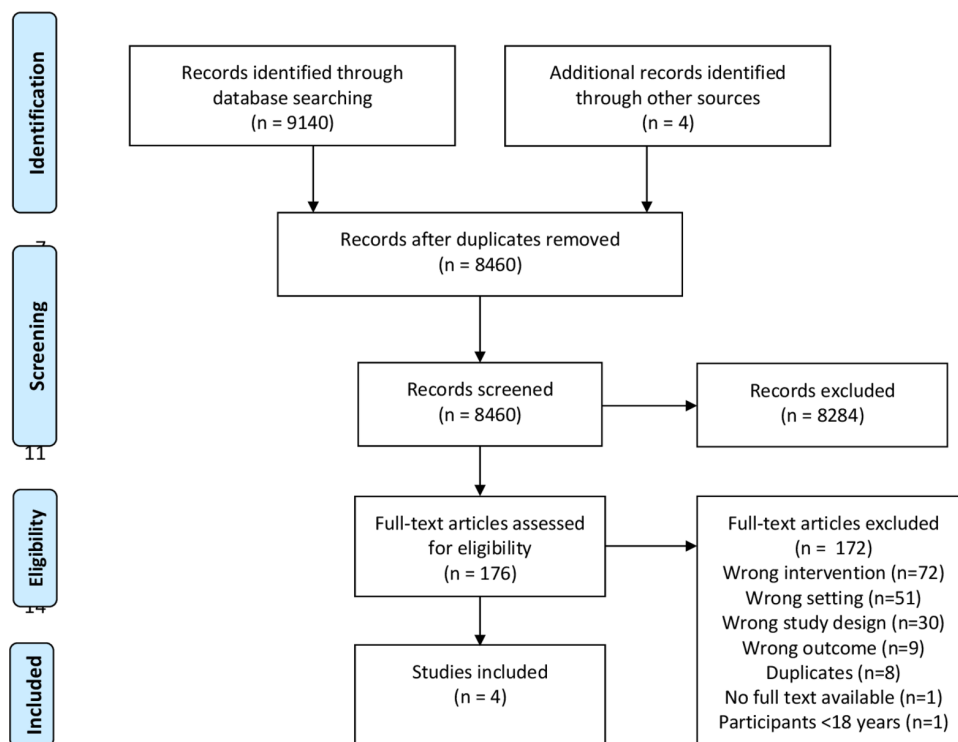 Identification
Records identified through
database searching
(n = 9140)
Additional records identified
through other sources
(n = 4)
Records after duplicates removed
(n = 8460)
Screening
Records screened
(n = 8460)
Records excluded
(n = 8284)
11
Eligibility
Full-text articles assessed
for eligibility
(n = 176)
Full-text articles excluded
(n = 172)
Wrong intervention (n=72)
Wrong setting (n=51)
Wrong study design (n=30)
Wrong outcome (n=9)
Duplicates (n=8)
No full text available (n=1)
Participants <18 years (n=1)
Included
Studies included
(n = 4)